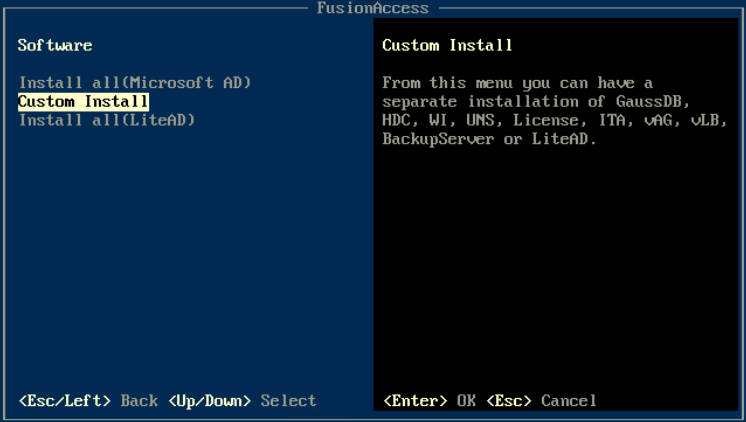 FusionAccess
Software
Install all(Microsoft AD)
Custom Install
Install all(LiteAD)
<Esc/Left> Back <Up/Down> Select
Custom Install
From this menu you can have a
separate installation of GaussDB,
HDC, WI, UNS, License, ITA, vAG, vLB,
BackupServer or LiteAD.
<Enter> OK <Esc> Cancel